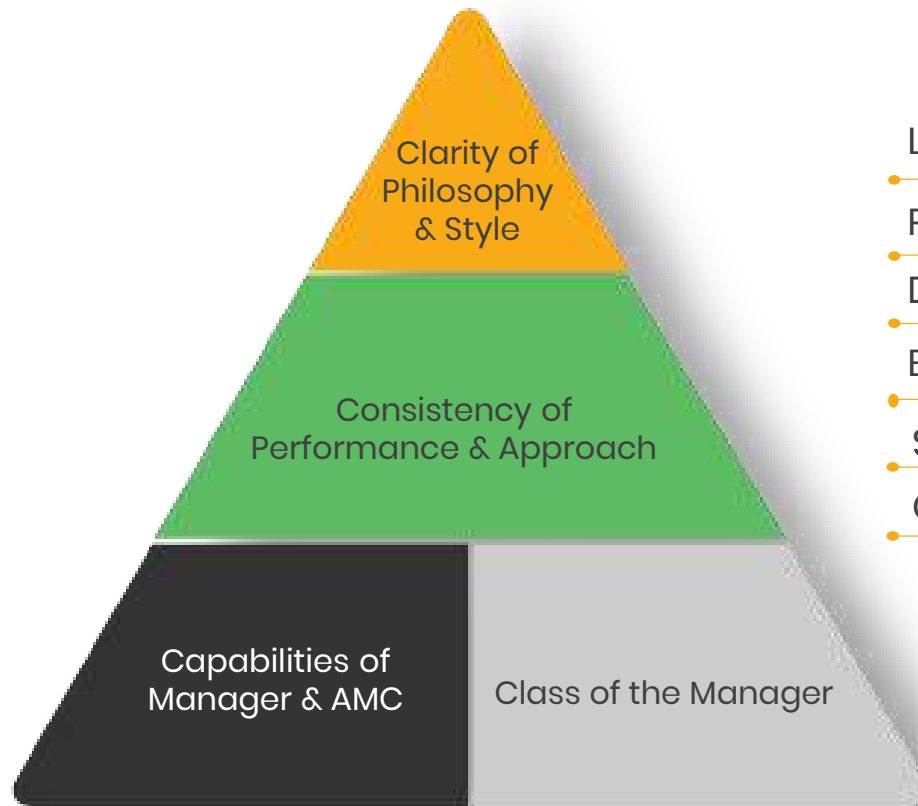 Clarity of
Philosophy
& Style
Consistency of
Performance & Approach
Capabilities of
Manager & AMC
Class of the Manager